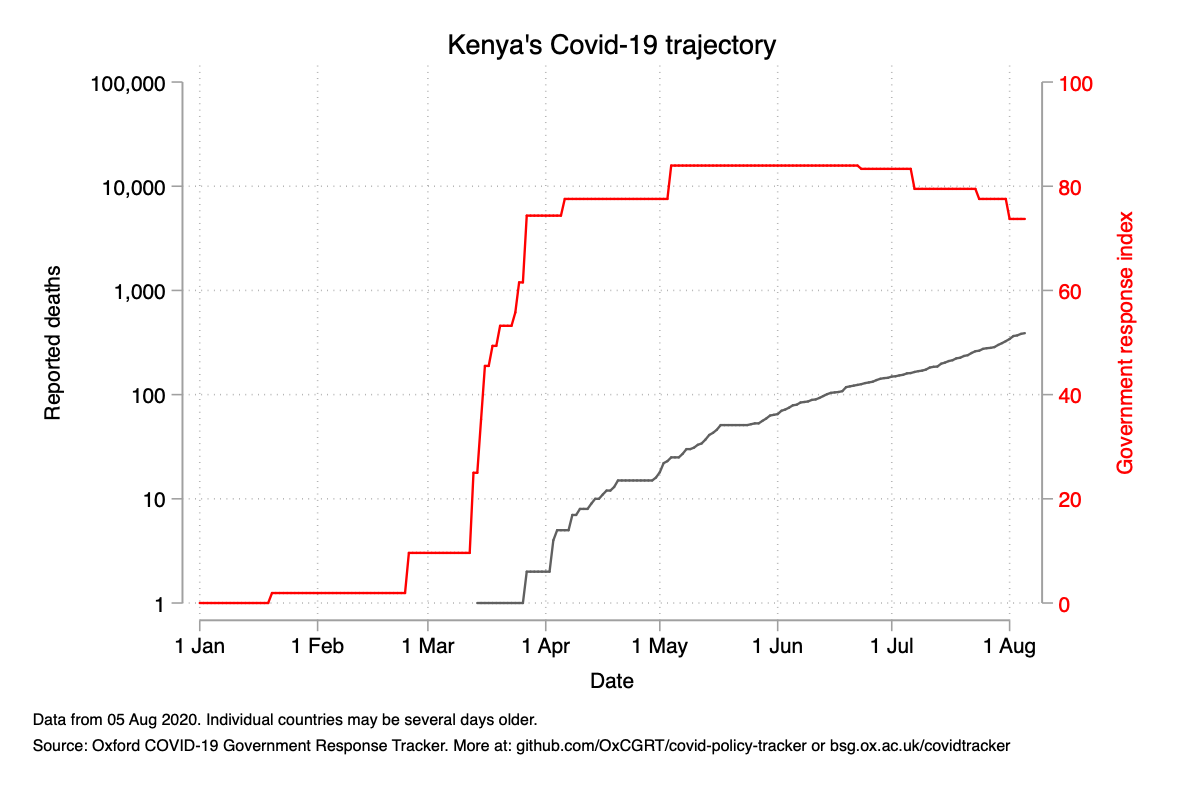 Kenya's Covid-19 trajectory
100,000
10,000
1,000
100
10
1
Reported deaths
100
80
60
40
20
0
Government response index
1 Jan 1 Feb 1 Mar 1 Apr 1 May 1 Jun 1 Jul 1 Aug
Date
Data from 05 Aug 2020. Individual countries may be several days older.
Source: Oxford COVID-19 Government Response Tracker. More at: github.com/OxCGRT/covid-policy-tracker or bsg.ox.ac.uk/covidtracker